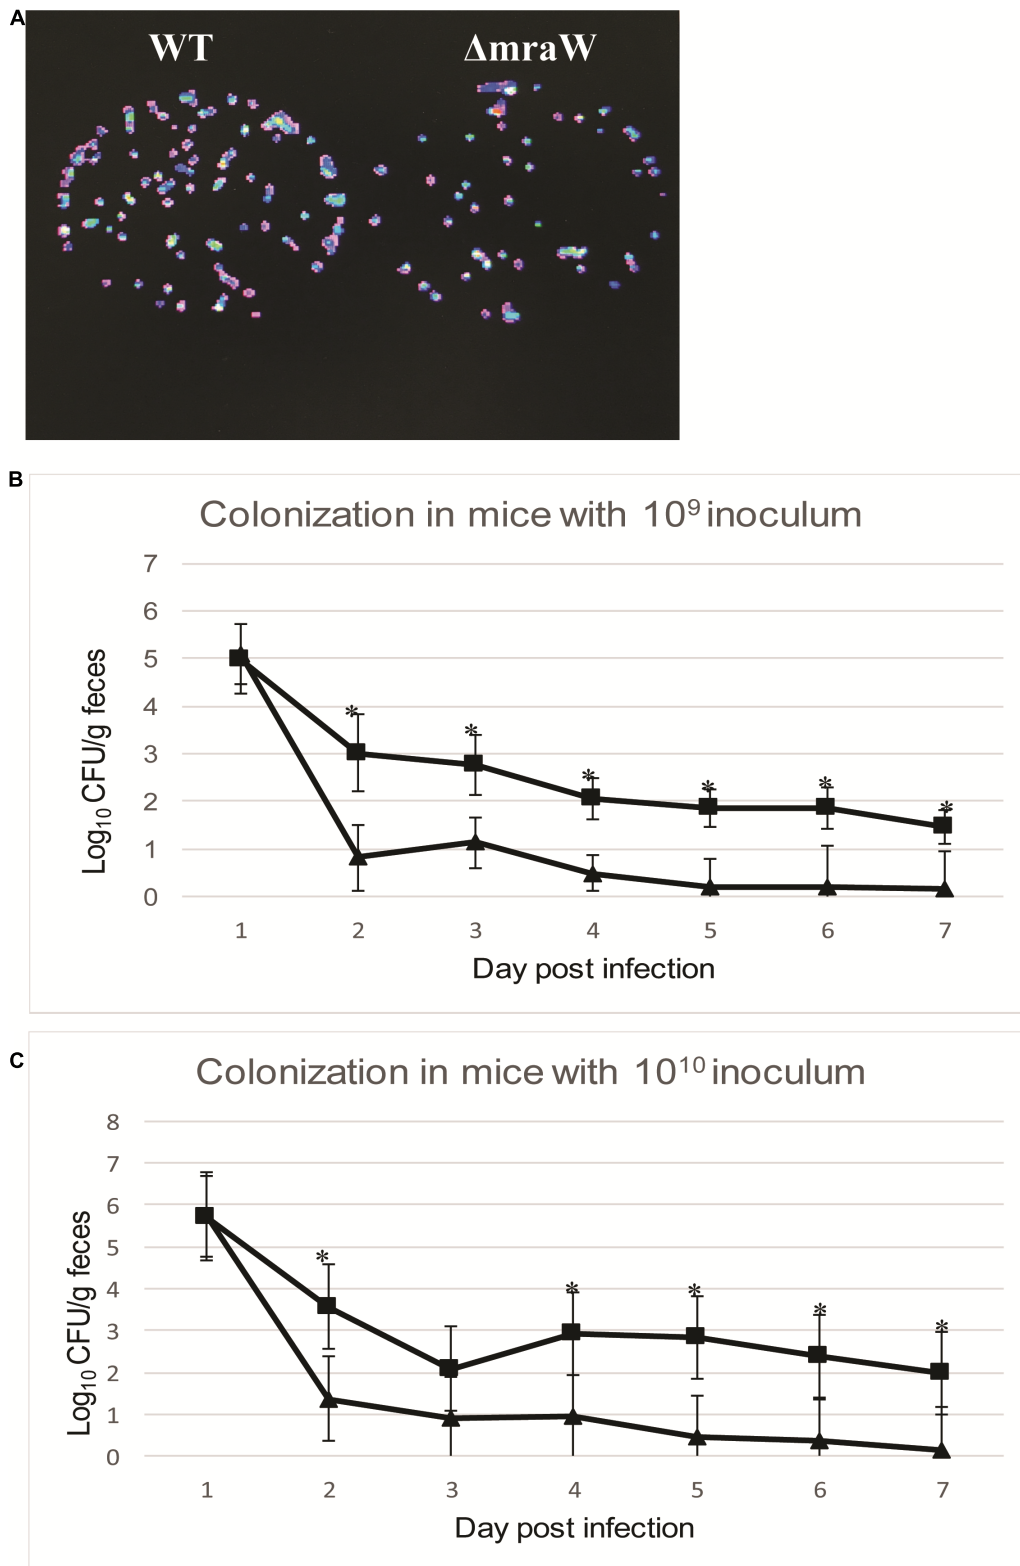 A
WT ΔmraW
B
Colonization in mice with 10⁹ inoculum
7
6
5
4
3
2
1
0
Log₁₀ CFU/g feces
* * * * * *
1 2 3 4 5 6 7
Day post infection
C
Colonization in mice with 10¹⁰ inoculum
8
7
6
5
4
3
2
1
0
Log₁₀ CFU/g feces
* * * * *
1 2 3 4 5 6 7
Day post infection